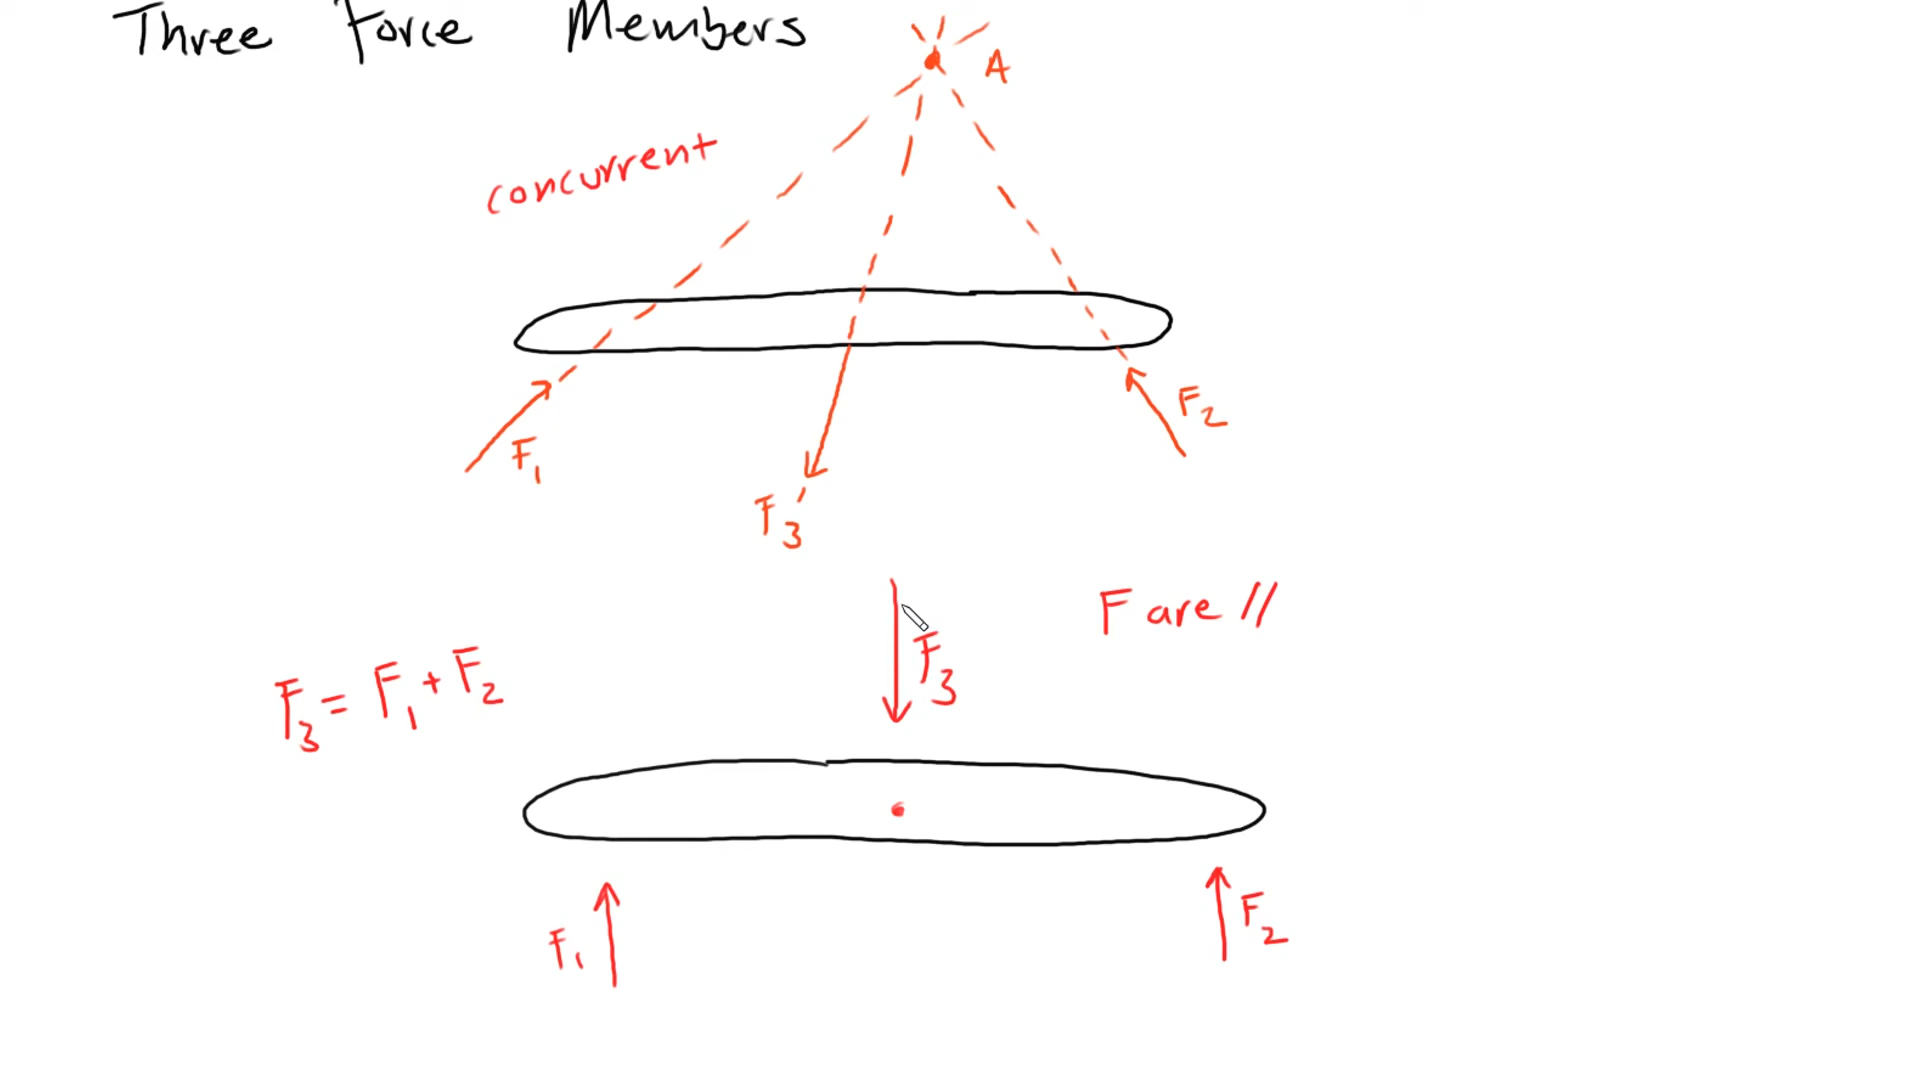 Three Force Members
A
concurrent
F1
F2
F3
F are //
F3 = F1 + F2
F3
F1
F2